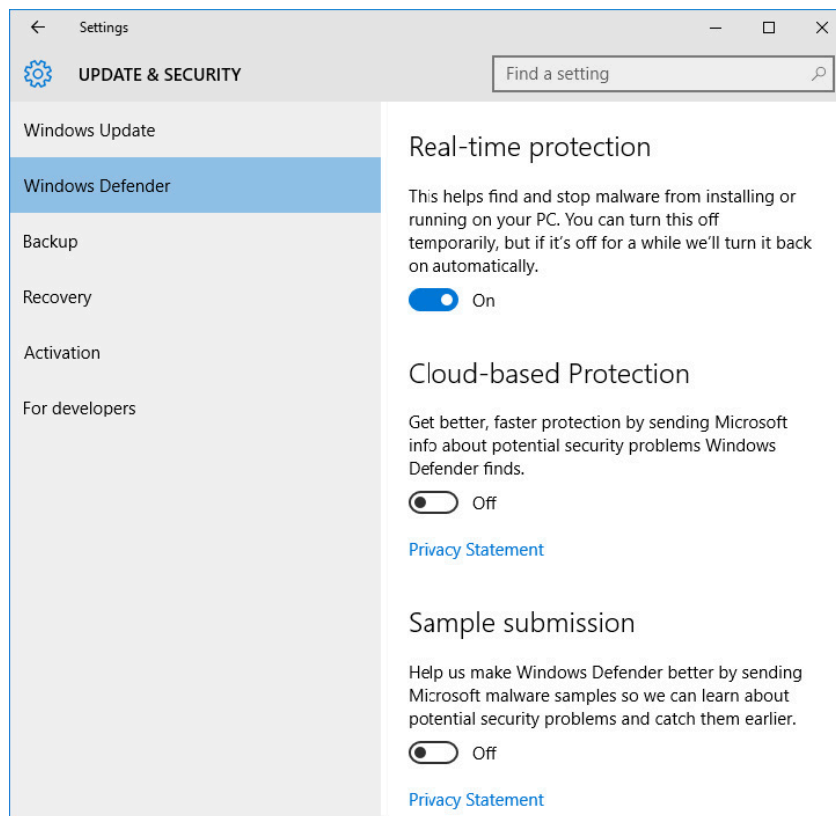 Settings
UPDATE & SECURITY
Find a setting
Windows Update
Windows Defender
Backup
Recovery
Activation
For developers
Real-time protection
This helps find and stop malware from installing or
running on your PC. You can turn this off
temporarily, but if it's off for a while we'll turn it back
on automatically.
On
Cloud-based Protection
Get better, faster protection by sending Microsoft
info about potential security problems Windows
Defender finds.
Off
Privacy Statement
Sample submission
Help us make Windows Defender better by sending
Microsoft malware samples so we can learn about
potential security problems and catch them earlier.
Off
Privacy Statement